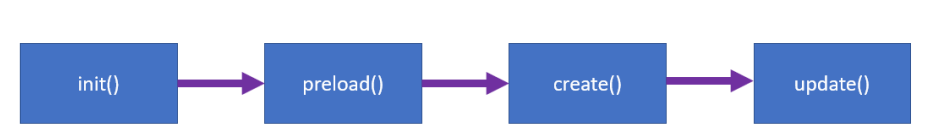 init()
preload()
create()
update()